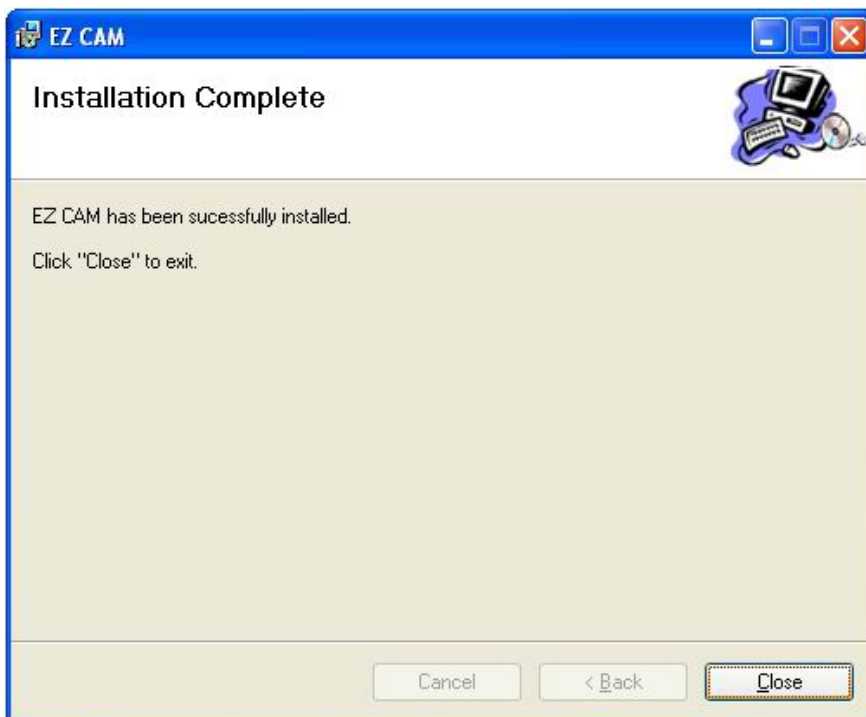 EZ CAM
Installation Complete
EZ CAM has been sucessfully installed.
Click "Close" to exit.
Cancel
< Back
Close